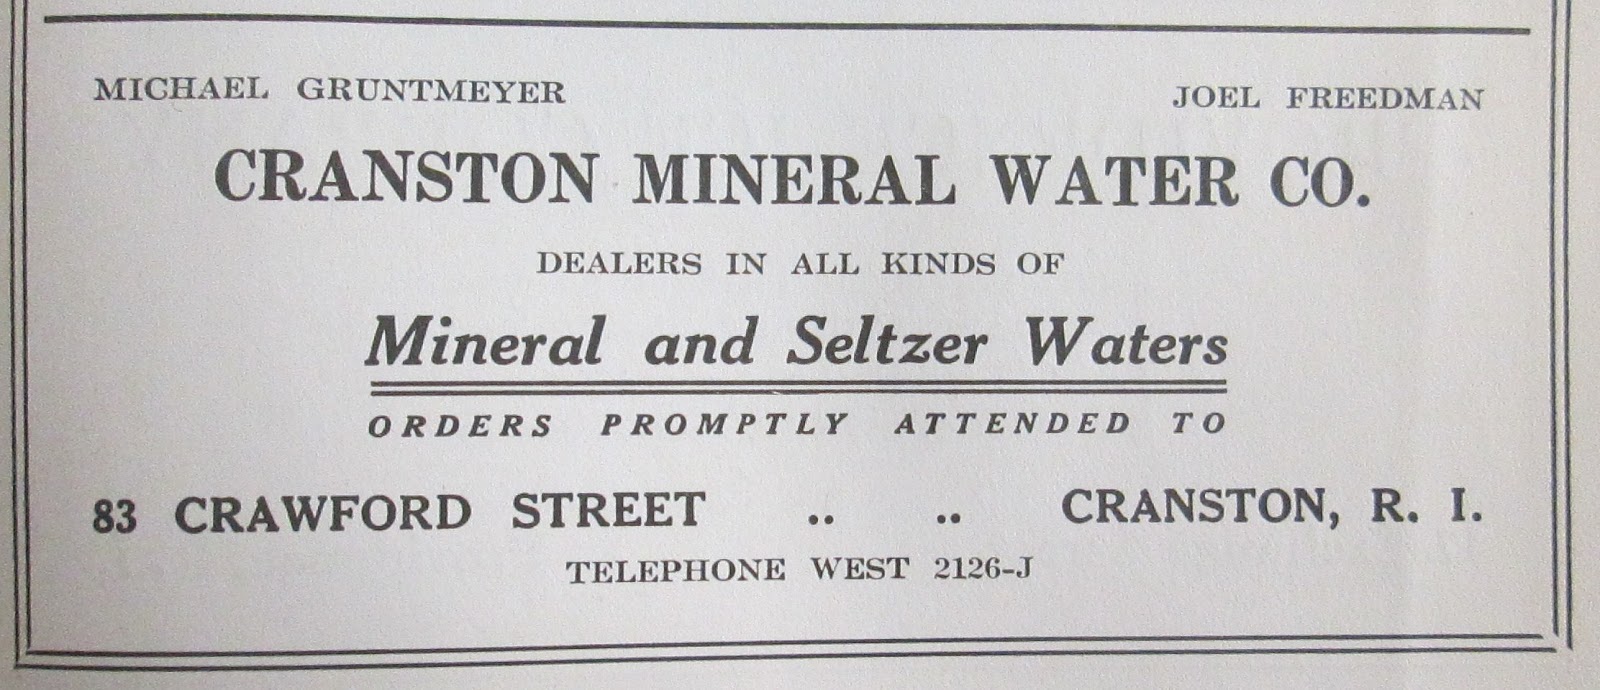 MICHAEL GRUNTMEYER JOEL FREEDMAN
CRANSTON MINERAL WATER CO.
DEALERS IN ALL KINDS OF
Mineral and Seltzer Waters
ORDERS PROMPTLY ATTENDED TO
83 CRAWFORD STREET .. .. CRANSTON, R. I.
TELEPHONE WEST 2126-J